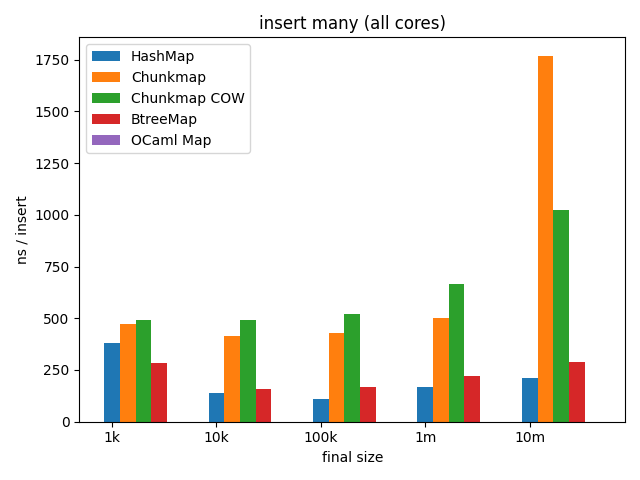 insert many (all cores)
HashMap
Chunkmap
Chunkmap COW
BtreeMap
OCaml Map
ns / insert
1750
1500
1250
1000
750
500
250
0
1k 10k 100k 1m 10m
final size